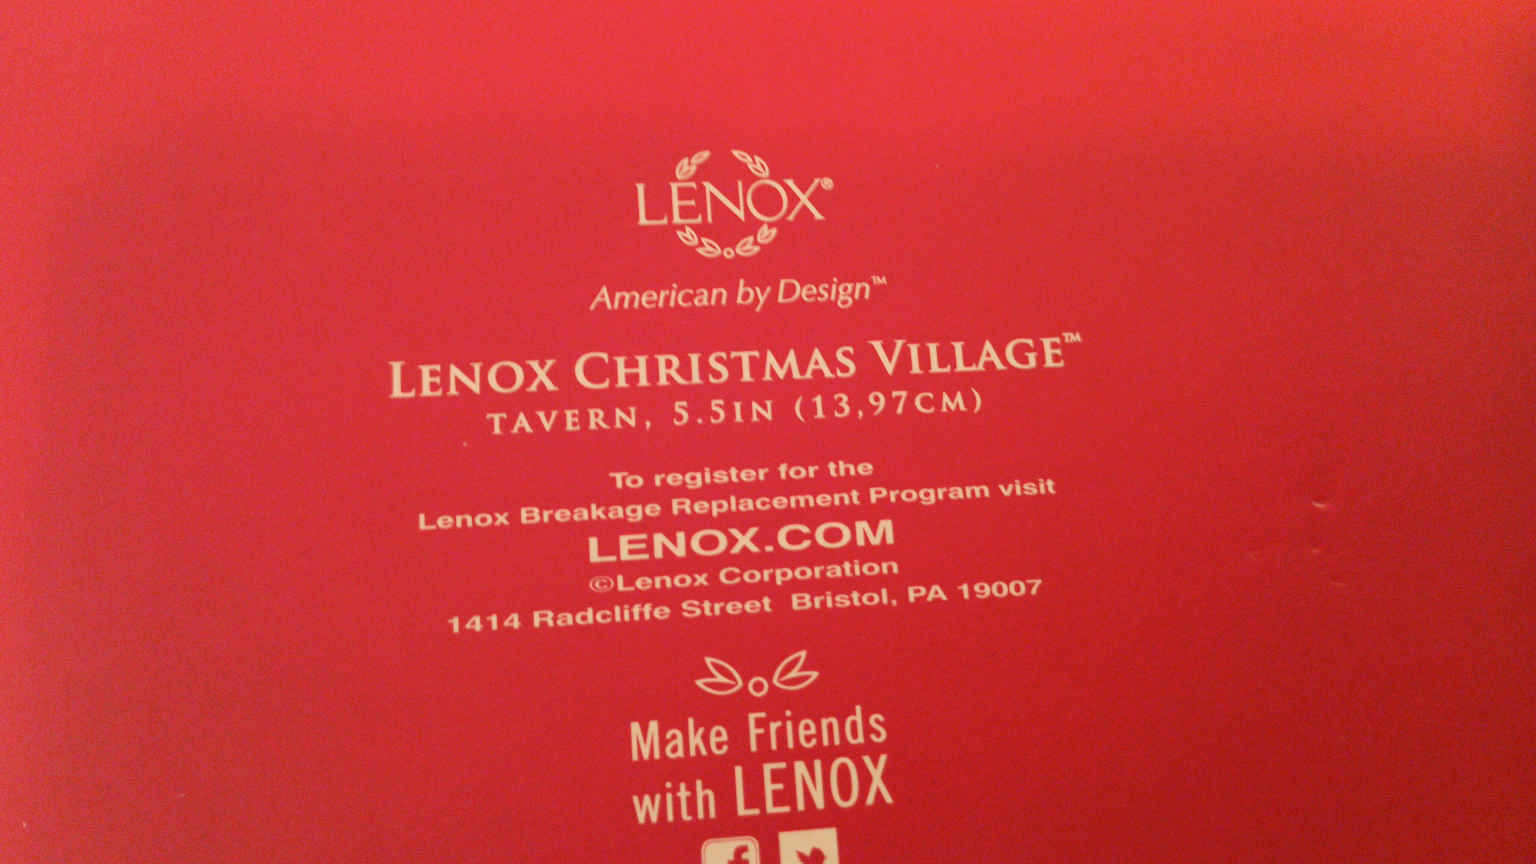 LENOX®
American by Design™
LENOX CHRISTMAS VILLAGE™
TAVERN, 5.5IN (13,97CM)
To register for the
Lenox Breakage Replacement Program visit
LENOX.COM
©Lenox Corporation
1414 Radcliffe Street Bristol, PA 19007
Make Friends
with LENOX